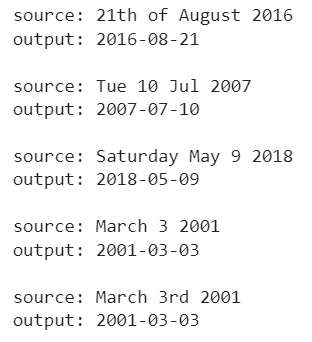 source: 21th of August 2016
output: 2016-08-21
source: Tue 10 Jul 2007
output: 2007-07-10
source: Saturday May 9 2018
output: 2018-05-09
source: March 3 2001
output: 2001-03-03
source: March 3rd 2001
output: 2001-03-03